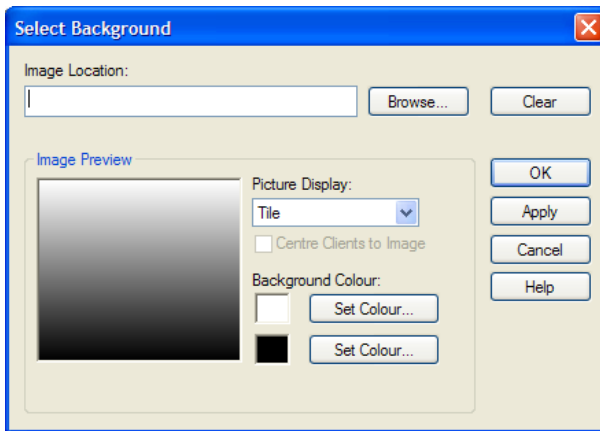 Select Background
Image Location:
Browse...
Clear
Image Preview
Picture Display:
Tile
Centre Clients to Image
Background Colour:
Set Colour...
Set Colour...
OK
Apply
Cancel
Help